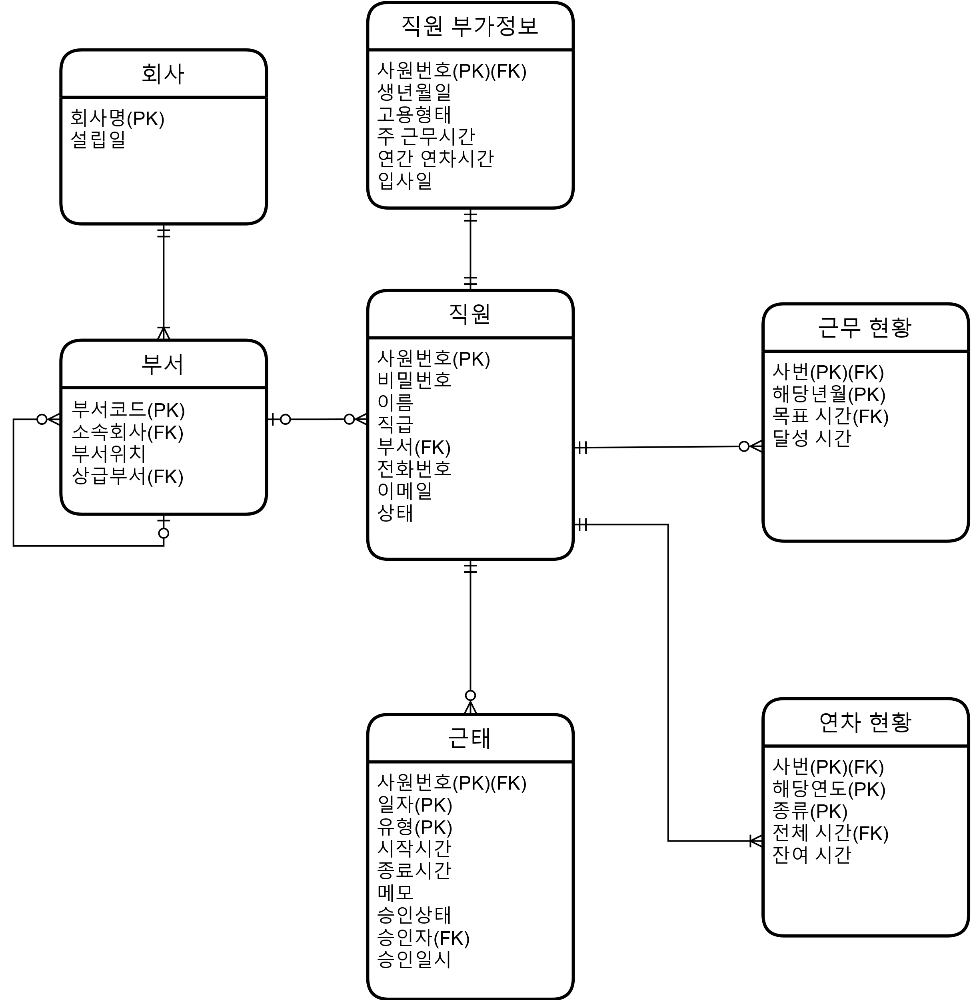 직원 부가정보
사원번호(PK)(FK)
생년월일
고용형태
주 근무시간
연간 연차시간
입사일
회사
회사명(PK)
설립일
직원
사원번호(PK)
비밀번호
이름
직급
부서(FK)
전화번호
이메일
상태
부서
부서코드(PK)
소속회사(FK)
부서위치
상급부서(FK)
근무 현황
사번(PK)(FK)
해당년월(PK)
목표 시간(FK)
달성 시간
근태
사원번호(PK)(FK)
일자(PK)
유형(PK)
시작시간
종료시간
메모
승인상태
승인자(FK)
승인일시
연차 현황
사번(PK)(FK)
해당연도(PK)
종류(PK)
전체 시간(FK)
잔여 시간